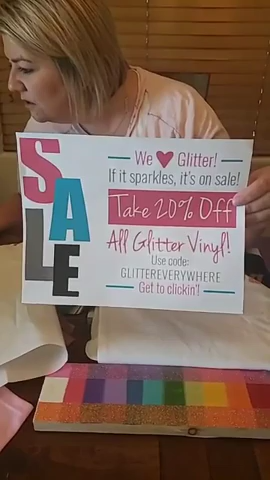 SALE
We ♥ Glitter!
If it sparkles, it's on sale!
Take 20% Off
All Glitter Vinyl!
Use code:
GLITTEREVERYWHERE
Get to clickin'!